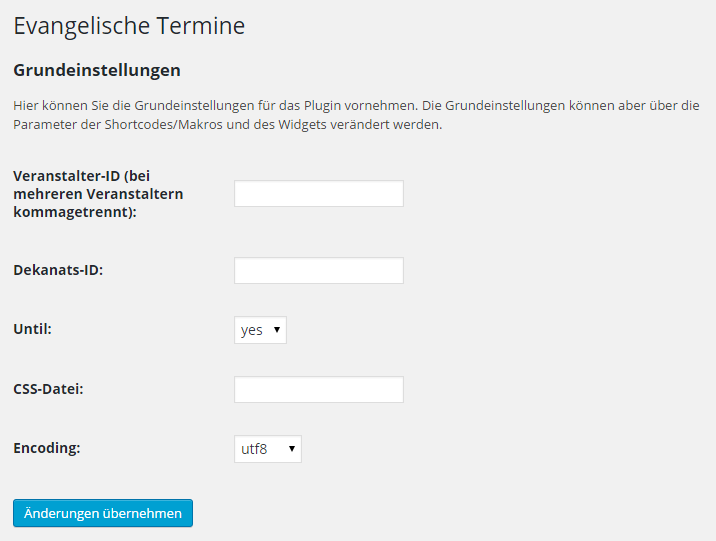 Evangelische Termine
Grundeinstellungen
Hier können Sie die Grundeinstellungen für das Plugin vornehmen. Die Grundeinstellungen können aber über die
Parameter der Shortcodes/Makros und des Widgets verändert werden.
Veranstalter-ID (bei
mehreren Veranstaltern
kommagetrennt):
Dekanats-ID:
Until:
yes
CSS-Datei:
Encoding:
utf8
Änderungen übernehmen